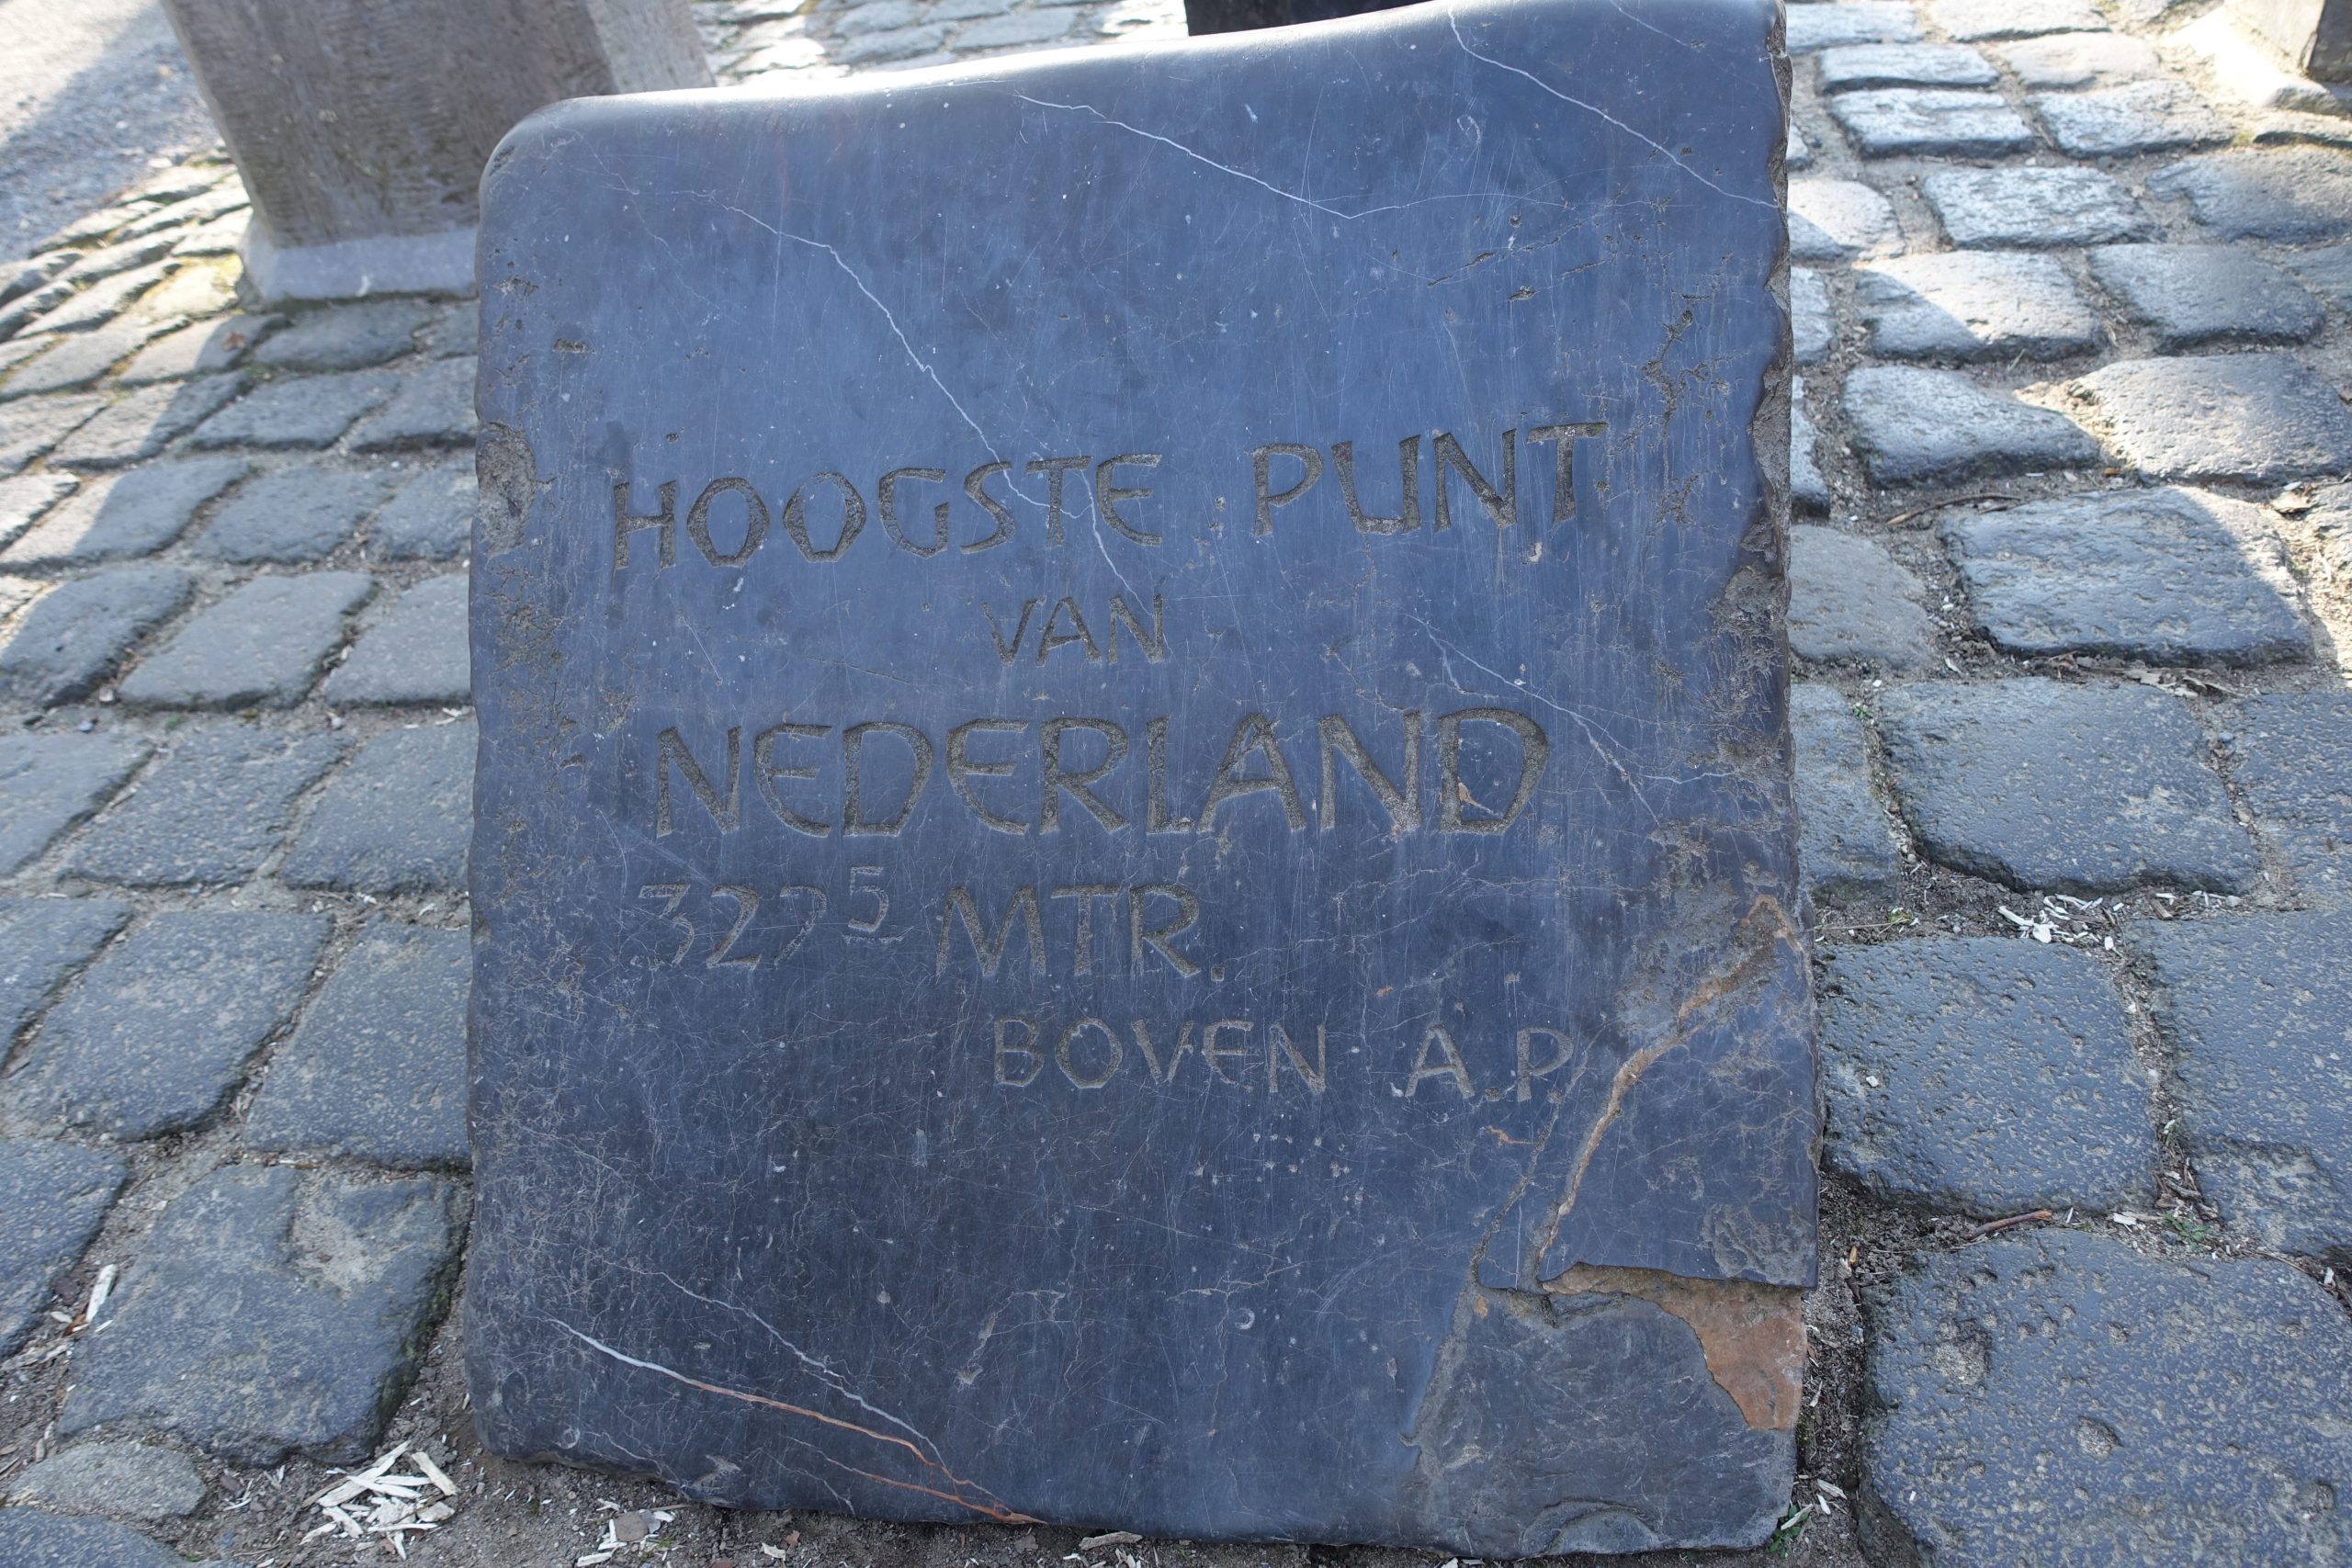 HOOGSTE PUNT
VAN
NEDERLAND
322⁵ MTR.
BOVEN A.P.